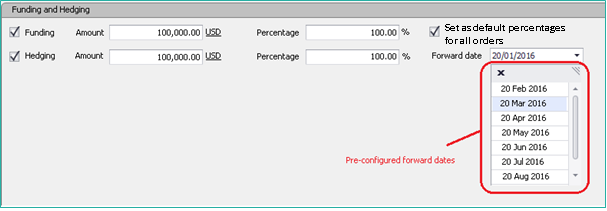 Funding and Hedging
Funding Amount 100,000.00 USD Percentage 100.00 % Set as default percentages
for all orders
Hedging Amount 100,000.00 USD Percentage 100.00 % Forward date 20/01/2016
x
20 Feb 2016
20 Mar 2016
20 Apr 2016
20 May 2016
20 Jun 2016
Pre-configured forward dates
20 Jul 2016
20 Aug 2016